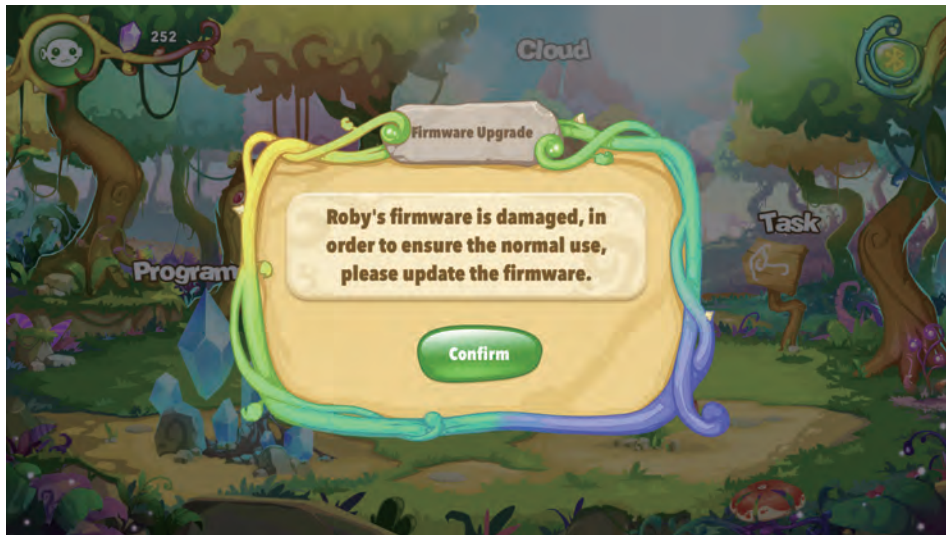 252
Cloud
Firmware Upgrade
Roby's firmware is damaged, in
order to ensure the normal use,
please update the firmware.
Task
Program
Confirm